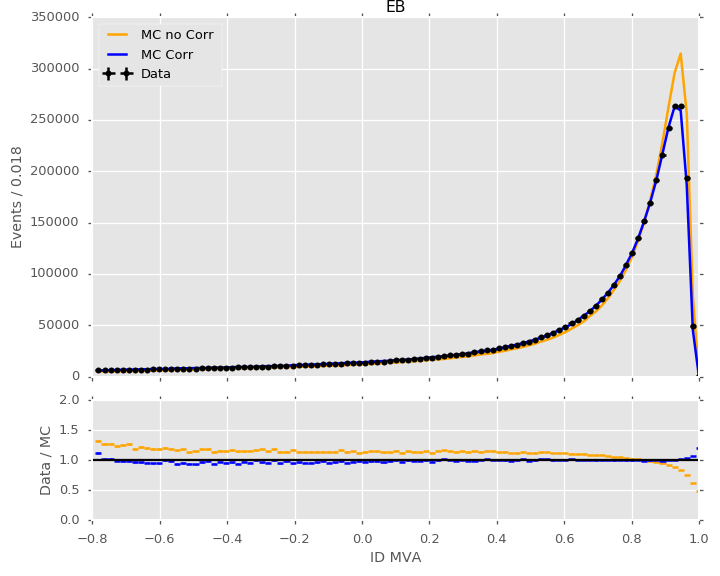 EB
350000
300000
250000
200000
150000
100000
50000
0
Events / 0.018
MC no Corr
MC Corr
Data
2.0
1.5
1.0
0.5
0.0
Data / MC
−0.8 −0.6 −0.4 −0.2 0.0 0.2 0.4 0.6 0.8 1.0
ID MVA